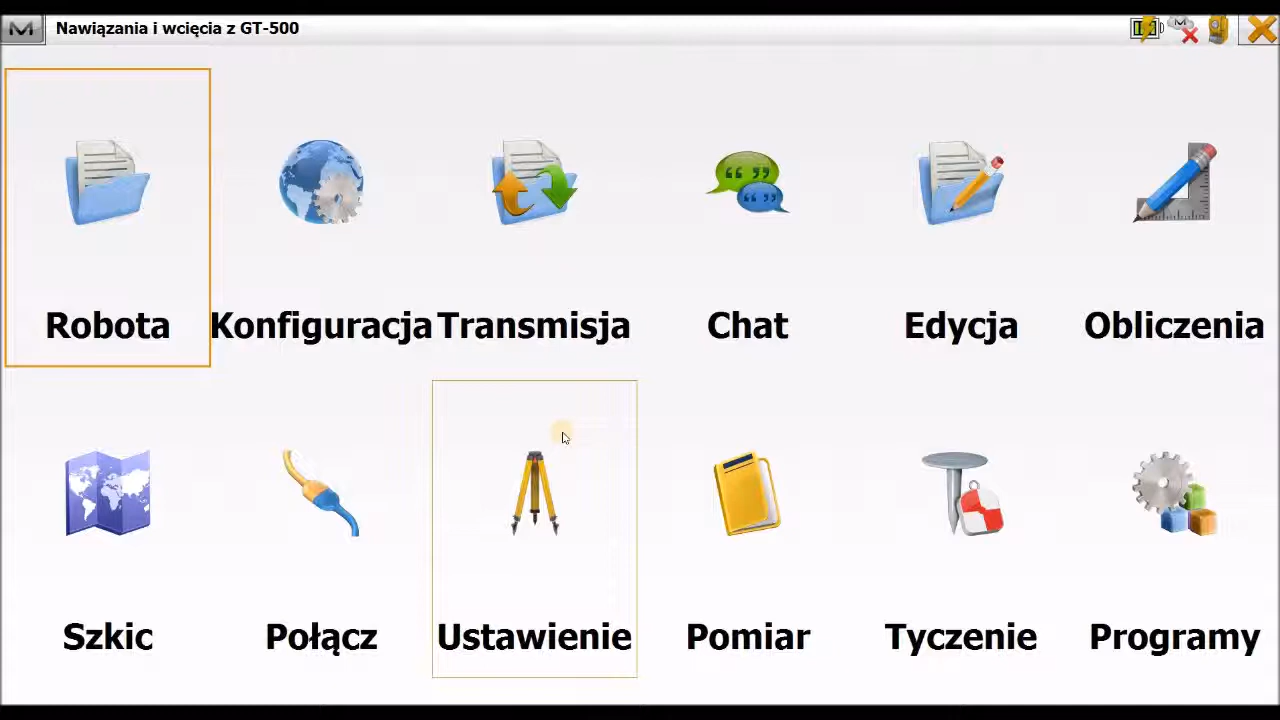 Nawiązania i wcięcia z GT-500
Robota
Konfiguracja
Transmisja
Chat
Edycja
Obliczenia
Szkic
Połącz
Ustawienie
Pomiar
Tyczenie
Programy